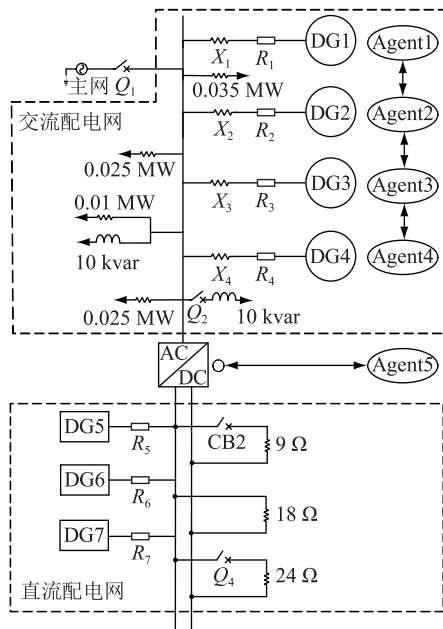 X₁ R₁ DG1 Agent1
主网 Q₁
0.035 MW
交流配电网
X₂ R₂ DG2 Agent2
0.025 MW
X₃ R₃ DG3 Agent3
0.01 MW
10 kvar
X₄ R₄ DG4 Agent4
0.025 MW Q₂ 10 kvar
AC
DC
Agent5
DG5 R₅ CB2 9 Ω
DG6 R₆
18 Ω
DG7 R₇
Q₄ 24 Ω
直流配电网